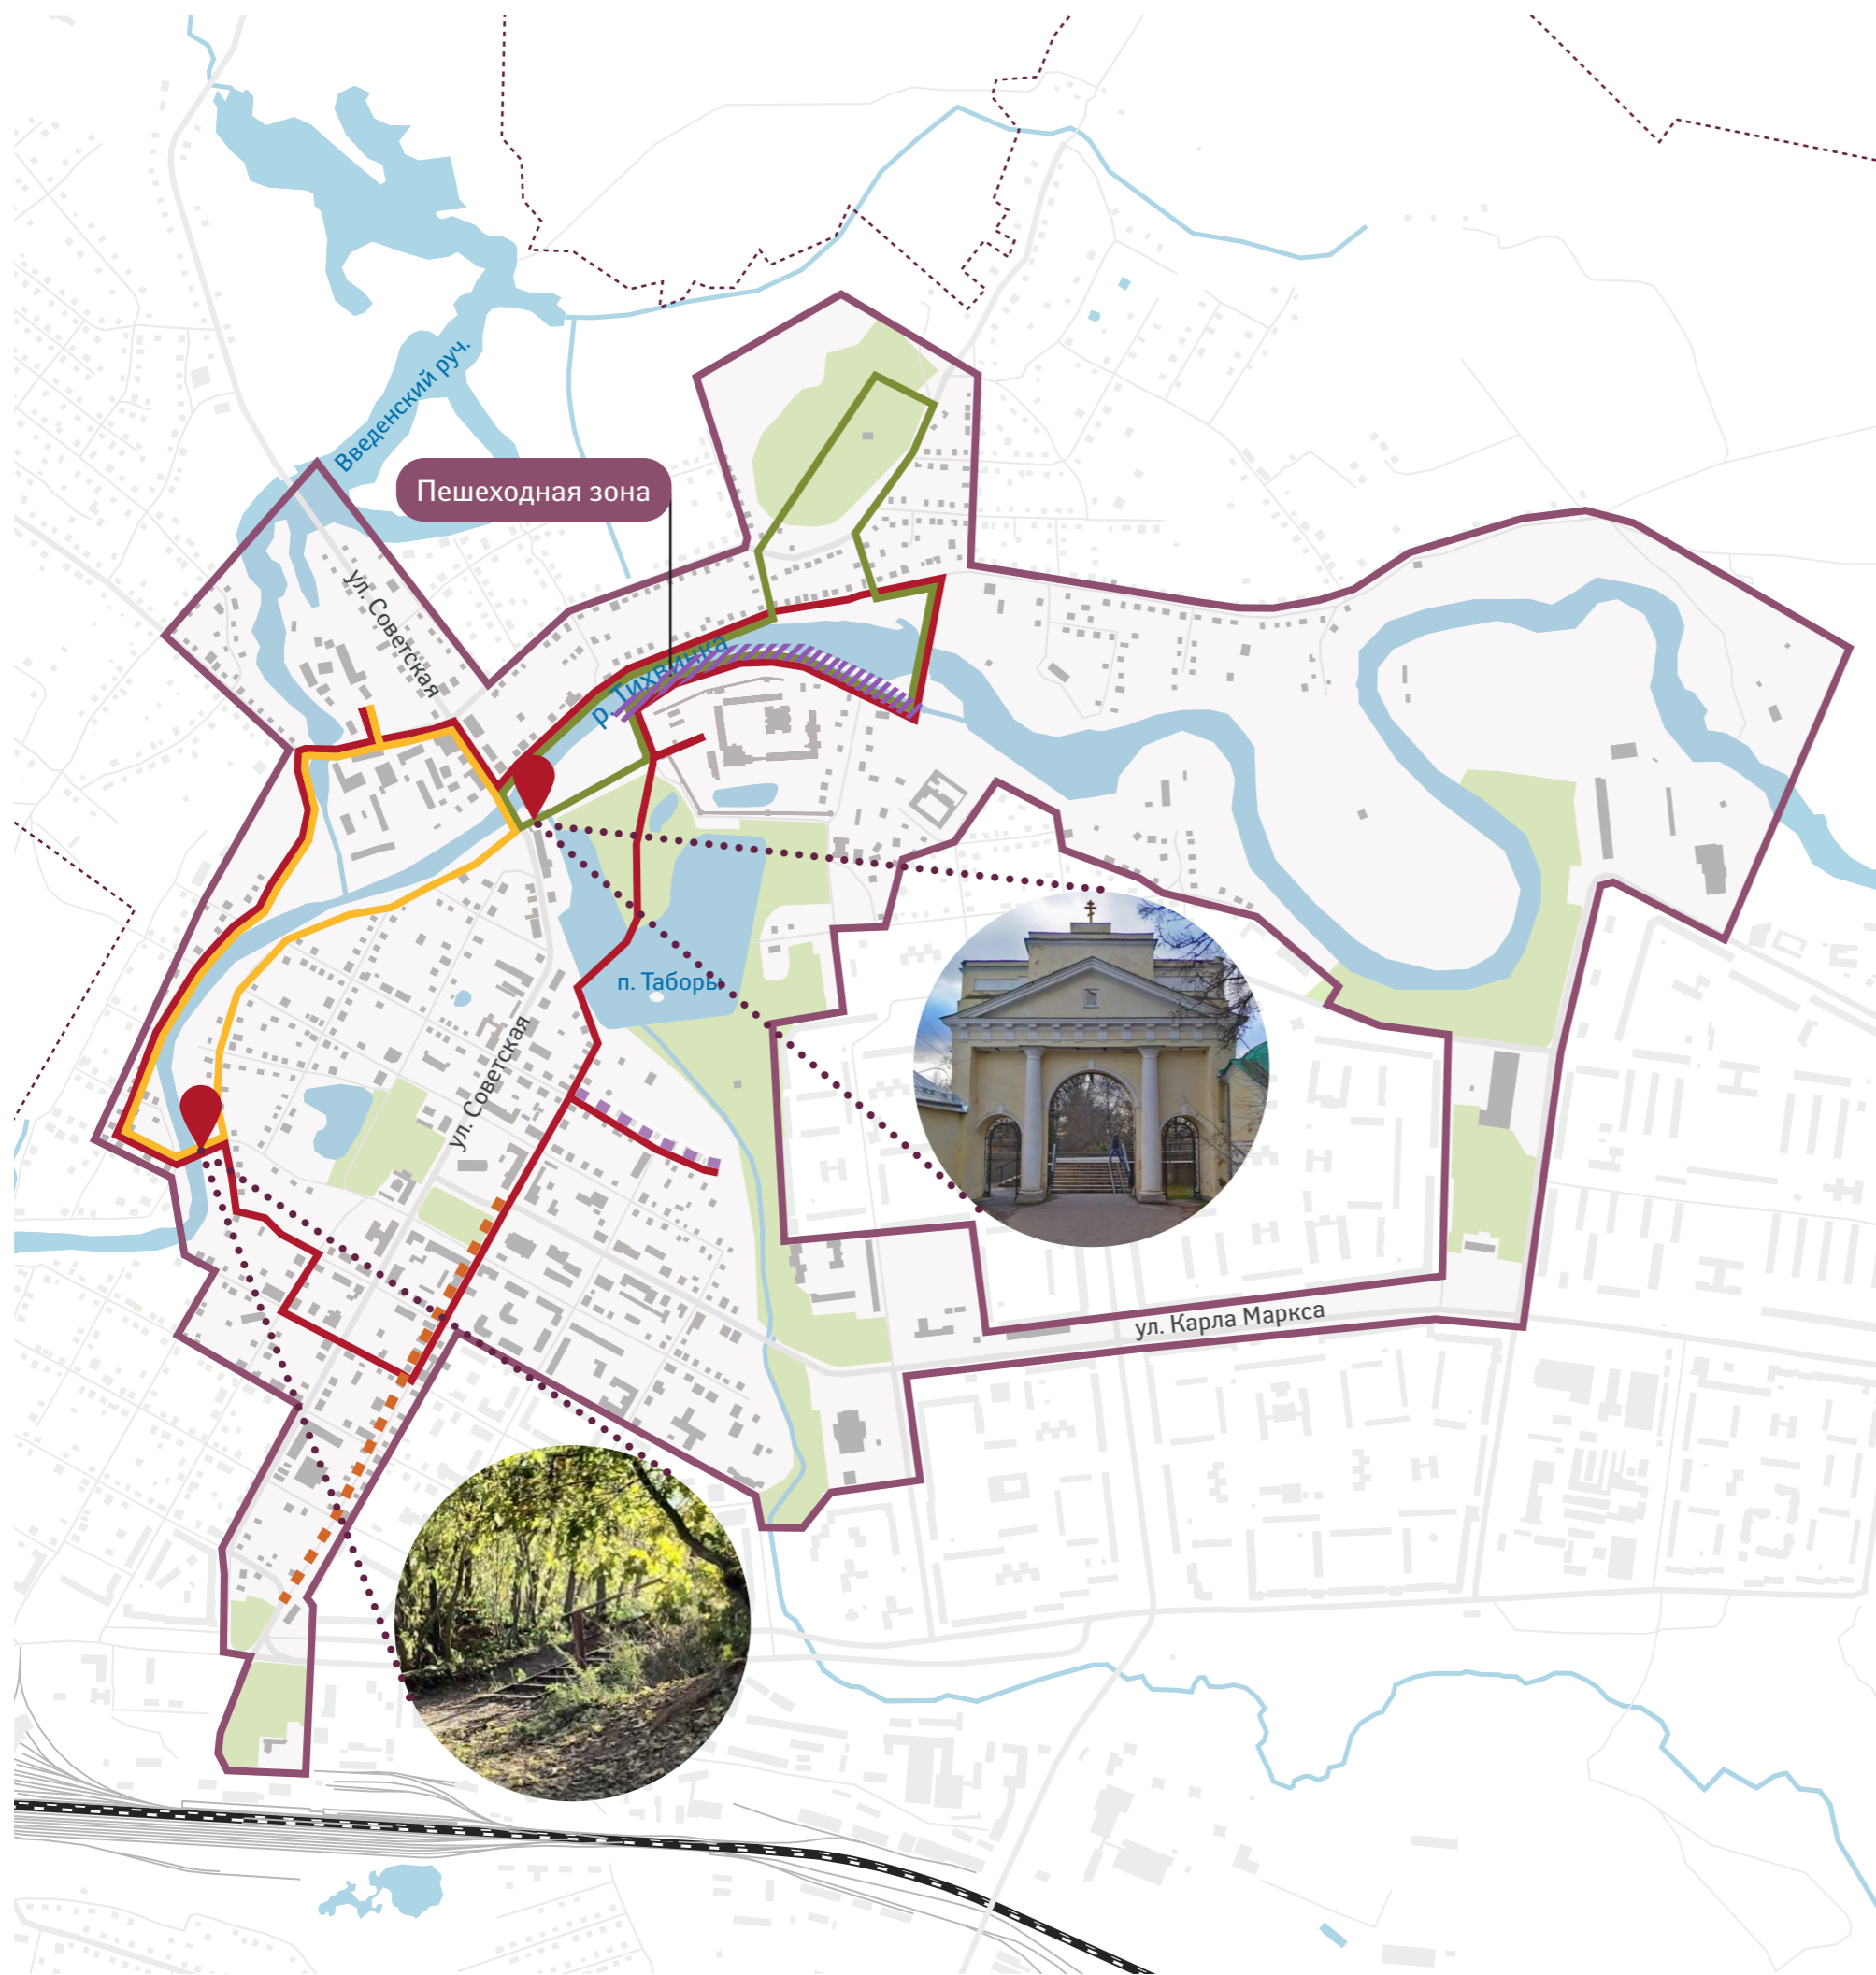 Введенский руч.
Пешеходная зона
ул. Советская
р. Тихвинка
п. Таборы
ул. Советская
ул. Карла Маркса